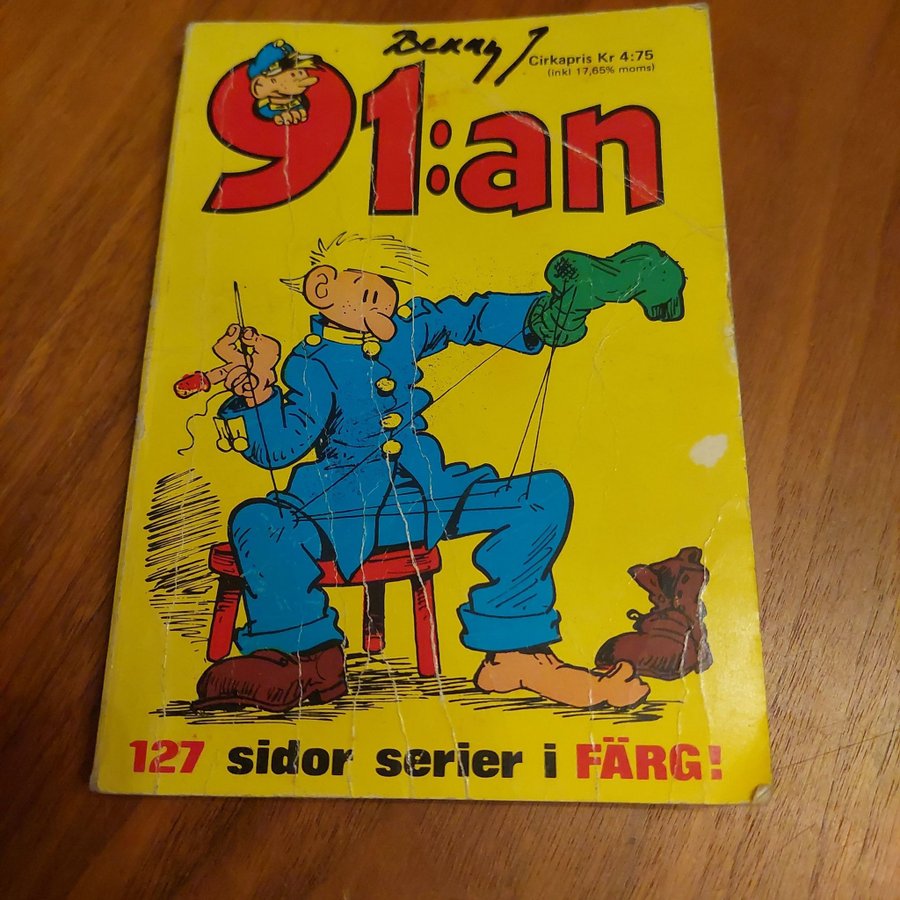 Benny J
Cirkapris Kr 4:75
(inkl 17,65% moms)
91:an
127 sidor serier i FÄRG!